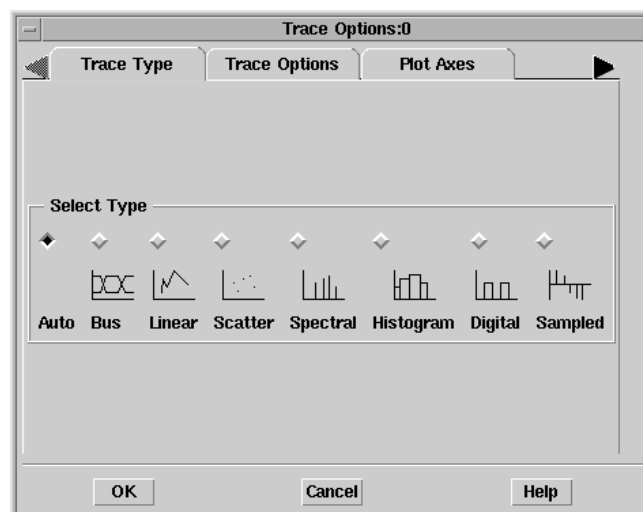 Trace Options:0
Trace Type Trace Options Plot Axes
Select Type
Auto Bus Linear Scatter Spectral Histogram Digital Sampled
OK Cancel Help